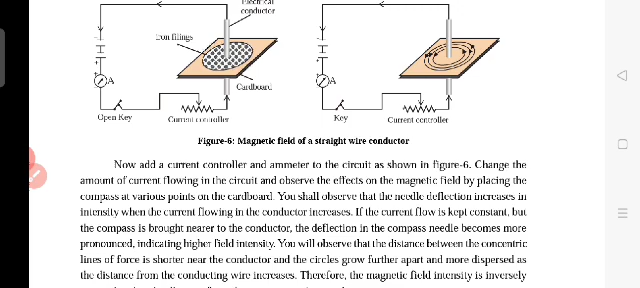 Electrical
conductor
Iron filings
A
A
Cardboard
Open Key
Current controller
Key
Current controller
Figure-6: Magnetic field of a straight wire conductor
Now add a current controller and ammeter to the circuit as shown in figure-6. Change the
amount of current flowing in the circuit and observe the effects on the magnetic field by placing the
compass at various points on the cardboard. You shall observe that the needle deflection increases in
intensity when the current flowing in the conductor increases. If the current flow is kept constant, but
the compass is brought nearer to the conductor, the deflection in the compass needle becomes more
pronounced, indicating higher field intensity. You will observe that the distance between the concentric
lines of force is shorter near the conductor and the circles grow further apart and more dispersed as
the distance from the conducting wire increases. Therefore, the magnetic field intensity is inversely